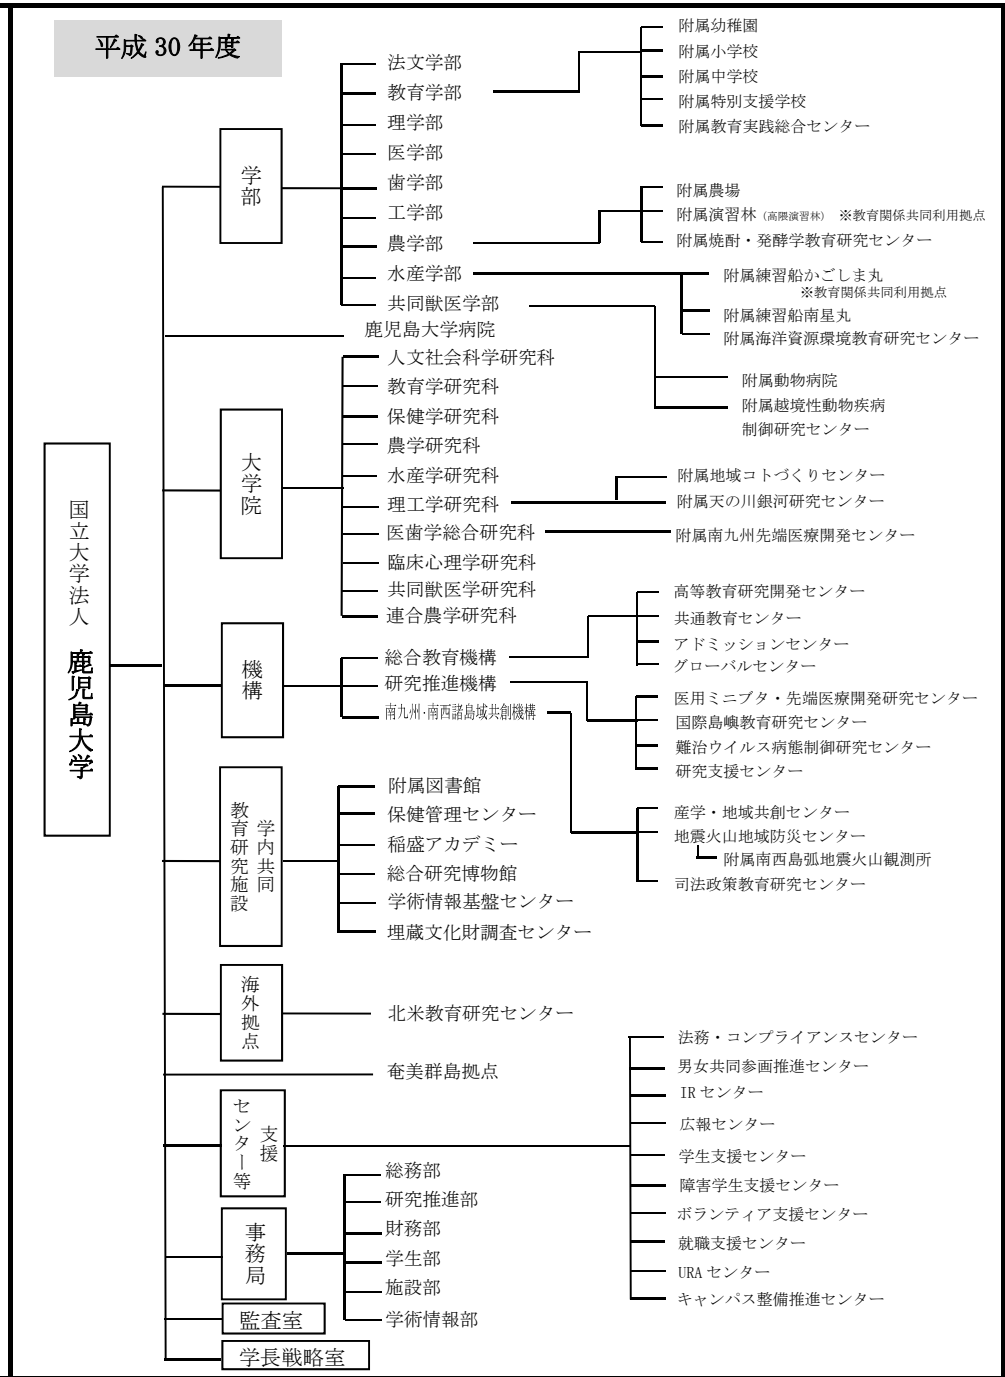 平成 30 年度
国立大学法人 鹿児島大学
学部
法文学部
教育学部
附属幼稚園
附属小学校
附属中学校
附属特別支援学校
附属教育実践総合センター
理学部
医学部
歯学部
工学部
農学部
附属農場
附属演習林（高隈演習林） ※教育関係共同利用拠点
附属焼酎・発酵学教育研究センター
水産学部
附属練習船かごしま丸
※教育関係共同利用拠点
附属練習船南星丸
附属海洋資源環境教育研究センター
共同獣医学部
附属動物病院
附属越境性動物疾病
制御研究センター
鹿児島大学病院
大学院
人文社会科学研究科
教育学研究科
保健学研究科
農学研究科
水産学研究科
理工学研究科
附属地域コトづくりセンター
附属天の川銀河研究センター
医歯学総合研究科
附属南九州先端医療開発センター
臨床心理学研究科
共同獣医学研究科
連合農学研究科
機構
総合教育機構
高等教育研究開発センター
共通教育センター
アドミッションセンター
グローバルセンター
研究推進機構
医用ミニブタ・先端医療開発研究センター
国際島嶼教育研究センター
難治ウイルス病態制御研究センター
研究支援センター
南九州・南西諸島域共創機構
産学・地域共創センター
地震火山地域防災センター
附属南西島弧地震火山観測所
司法政策教育研究センター
学内共同
教育研究施設
附属図書館
保健管理センター
稲盛アカデミー
総合研究博物館
学術情報基盤センター
埋蔵文化財調査センター
海外拠点
北米教育研究センター
奄美群島拠点
支援
センター等
法務・コンプライアンスセンター
男女共同参画推進センター
IR センター
広報センター
学生支援センター
障害学生支援センター
ボランティア支援センター
就職支援センター
URA センター
キャンパス整備推進センター
事務局
総務部
研究推進部
財務部
学生部
施設部
学術情報部
監査室
学長戦略室